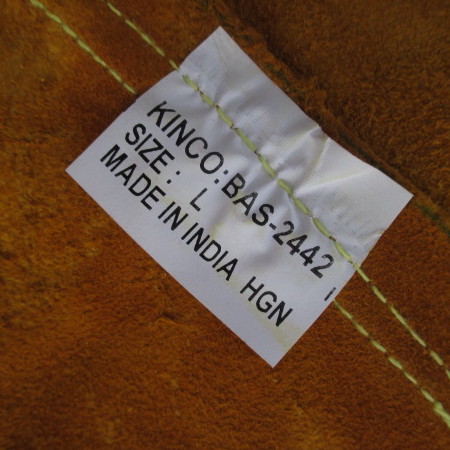 KINCO:BAS-2442
SIZE: L
MADE IN INDIA HGN